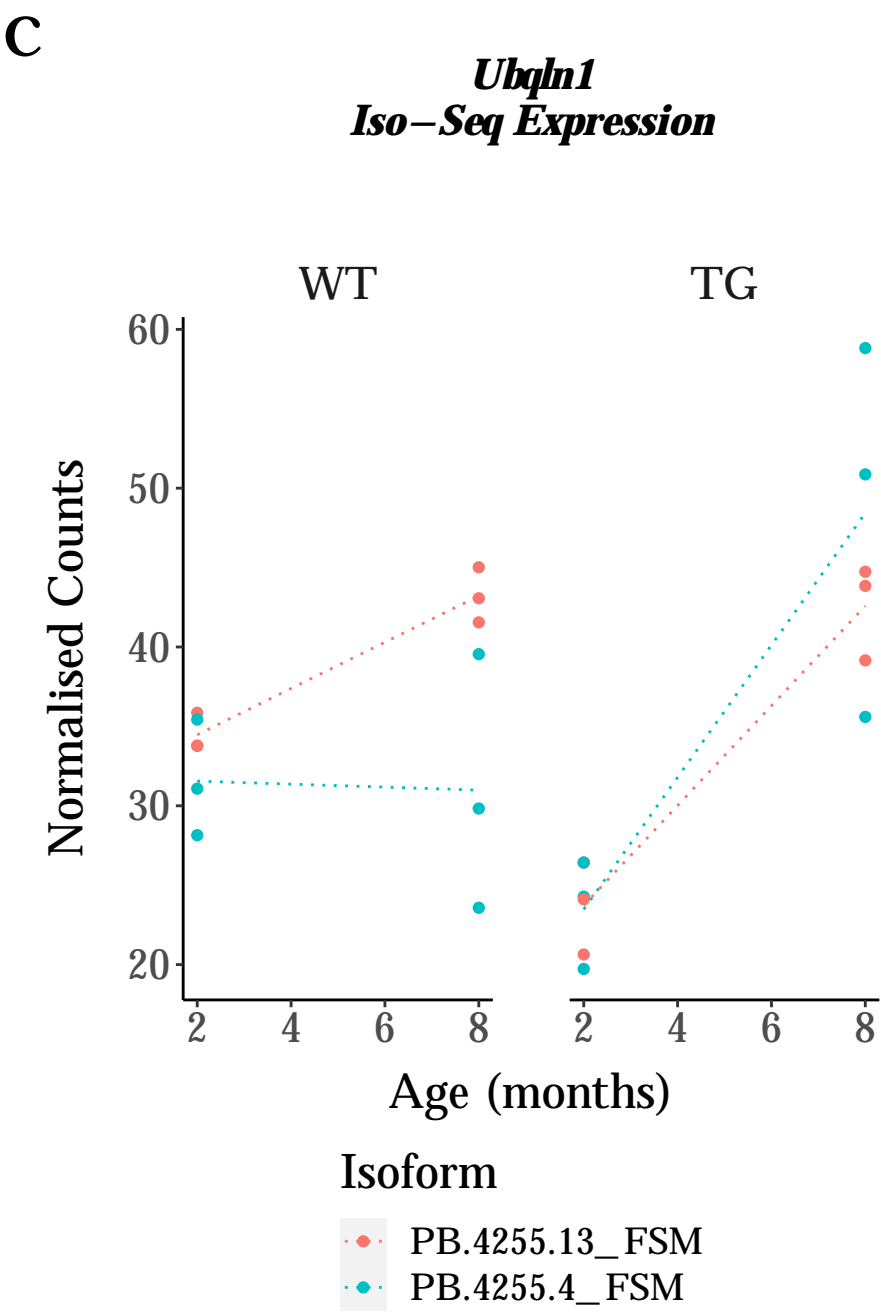 C
Ubqln1
Iso−Seq Expression
WT TG
60
50
40
30
20
Normalised Counts
2 4 6 8 2 4 6 8
Age (months)
Isoform
PB.4255.13_FSM
PB.4255.4_FSM